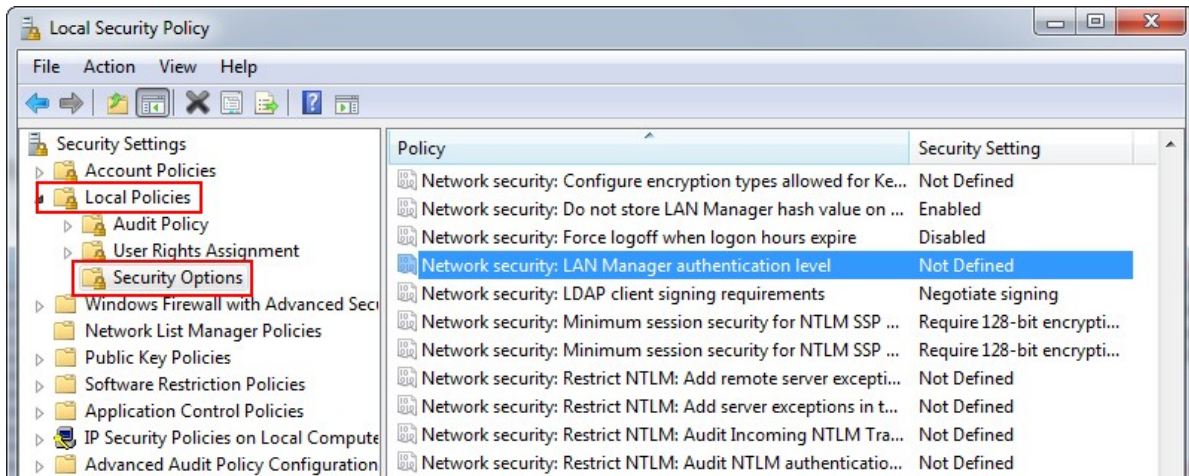 Local Security Policy
File Action View Help
Security Settings
Account Policies
Local Policies
Audit Policy
User Rights Assignment
Security Options
Windows Firewall with Advanced Secu
Network List Manager Policies
Public Key Policies
Software Restriction Policies
Application Control Policies
IP Security Policies on Local Compute
Advanced Audit Policy Configuration
Policy Security Setting
Network security: Configure encryption types allowed for Ke... Not Defined
Network security: Do not store LAN Manager hash value on ... Enabled
Network security: Force logoff when logon hours expire Disabled
Network security: LAN Manager authentication level Not Defined
Network security: LDAP client signing requirements Negotiate signing
Network security: Minimum session security for NTLM SSP ... Require 128-bit encrypti...
Network security: Minimum session security for NTLM SSP ... Require 128-bit encrypti...
Network security: Restrict NTLM: Add remote server excepti... Not Defined
Network security: Restrict NTLM: Add server exceptions in t... Not Defined
Network security: Restrict NTLM: Audit Incoming NTLM Tra... Not Defined
Network security: Restrict NTLM: Audit NTLM authenticatio... Not Defined